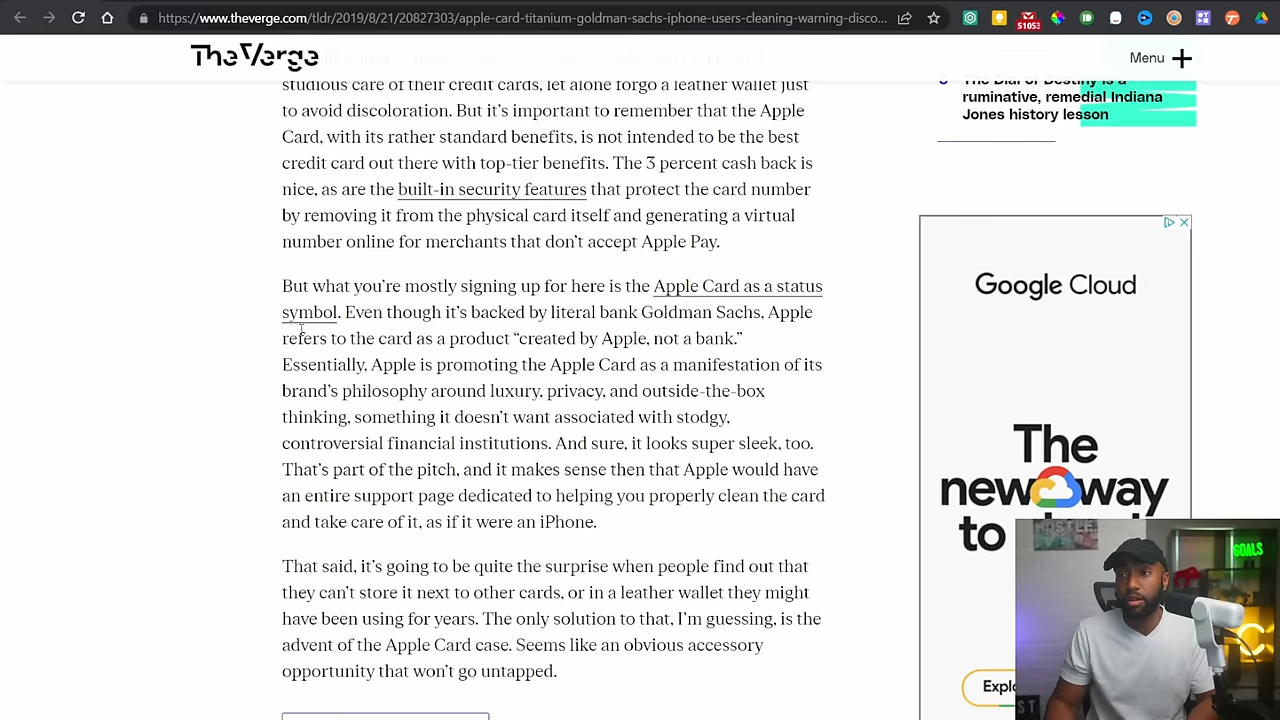 https://www.theverge.com/tldr/2019/8/21/20827303/apple-card-titanium-goldman-sachs-iphone-users-cleaning-warning-disco...
51053
The Verge
Menu
studious care of their credit cards, let alone forgo a leather wallet just
to avoid discoloration. But it’s important to remember that the Apple
Card, with its rather standard benefits, is not intended to be the best
credit card out there with top-tier benefits. The 3 percent cash back is
nice, as are the built-in security features that protect the card number
by removing it from the physical card itself and generating a virtual
number online for merchants that don’t accept Apple Pay.
But what you’re mostly signing up for here is the Apple Card as a status
symbol. Even though it’s backed by literal bank Goldman Sachs, Apple
refers to the card as a product “created by Apple, not a bank.”
Essentially, Apple is promoting the Apple Card as a manifestation of its
brand’s philosophy around luxury, privacy, and outside-the-box
thinking, something it doesn’t want associated with stodgy,
controversial financial institutions. And sure, it looks super sleek, too.
That’s part of the pitch, and it makes sense then that Apple would have
an entire support page dedicated to helping you properly clean the card
and take care of it, as if it were an iPhone.
That said, it’s going to be quite the surprise when people find out that
they can’t store it next to other cards, or in a leather wallet they might
have been using for years. The only solution to that, I’m guessing, is the
advent of the Apple Card case. Seems like an obvious accessory
opportunity that won’t go untapped.
The Dial of Destiny is a
ruminative, remedial Indiana
Jones history lesson
Google Cloud
The
new way
to
Explo
HUSTLE
GOALS
ST